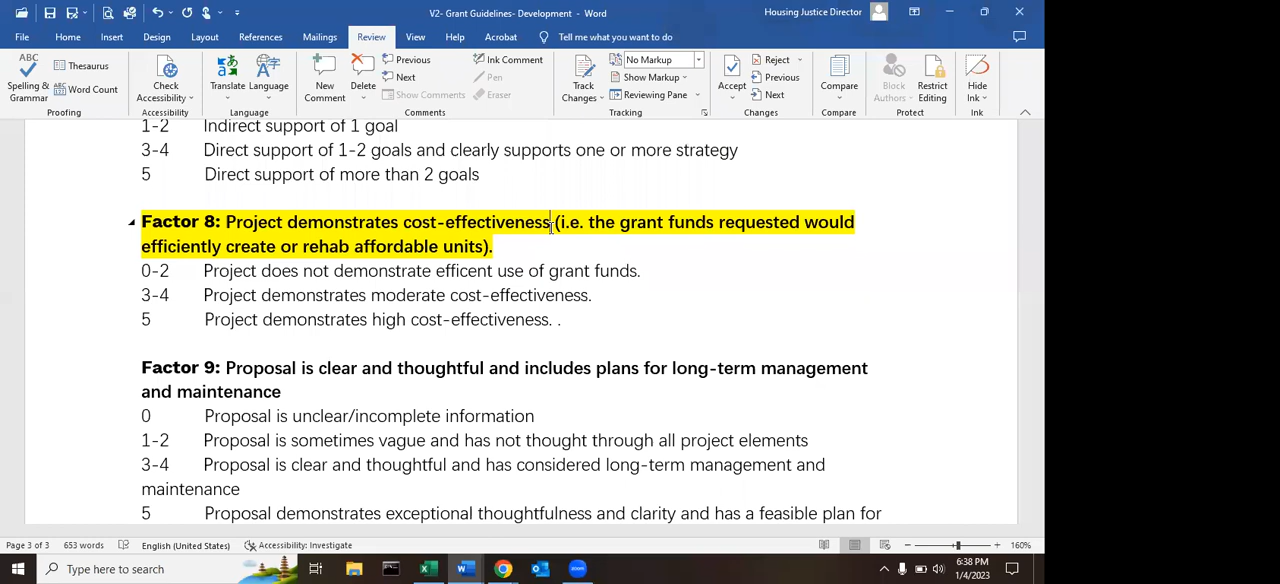 V2- Grant Guidelines- Development - Word
Housing Justice Director
File Home Insert Design Layout References Mailings Review View Help Acrobat Tell me what you want to do
ABC
Spelling & Grammar
Thesaurus
Word Count
Proofing
Check Accessibility
Accessibility
Translate
Language
Language
New Comment
Delete
Previous
Next
Show Comments
Ink Comment
Pen
Eraser
Comments
Track Changes
No Markup
Show Markup
Reviewing Pane
Tracking
Accept
Reject
Previous
Next
Changes
Compare
Compare
Block Authors
Restrict Editing
Protect
Hide Ink
Ink
1-2 Indirect support of 1 goal
3-4 Direct support of 1-2 goals and clearly supports one or more strategy
5 Direct support of more than 2 goals
Factor 8: Project demonstrates cost-effectiveness (i.e. the grant funds requested would
efficiently create or rehab affordable units).
0-2 Project does not demonstrate efficent use of grant funds.
3-4 Project demonstrates moderate cost-effectiveness.
5 Project demonstrates high cost-effectiveness. .
Factor 9: Proposal is clear and thoughtful and includes plans for long-term management
and maintenance
0 Proposal is unclear/incomplete information
1-2 Proposal is sometimes vague and has not thought through all project elements
3-4 Proposal is clear and thoughtful and has considered long-term management and
maintenance
5 Proposal demonstrates exceptional thoughtfulness and clarity and has a feasible plan for
Page 3 of 3 653 words English (United States) Accessibility: Investigate 160%
Type here to search
zoom
6:38 PM
1/4/2023